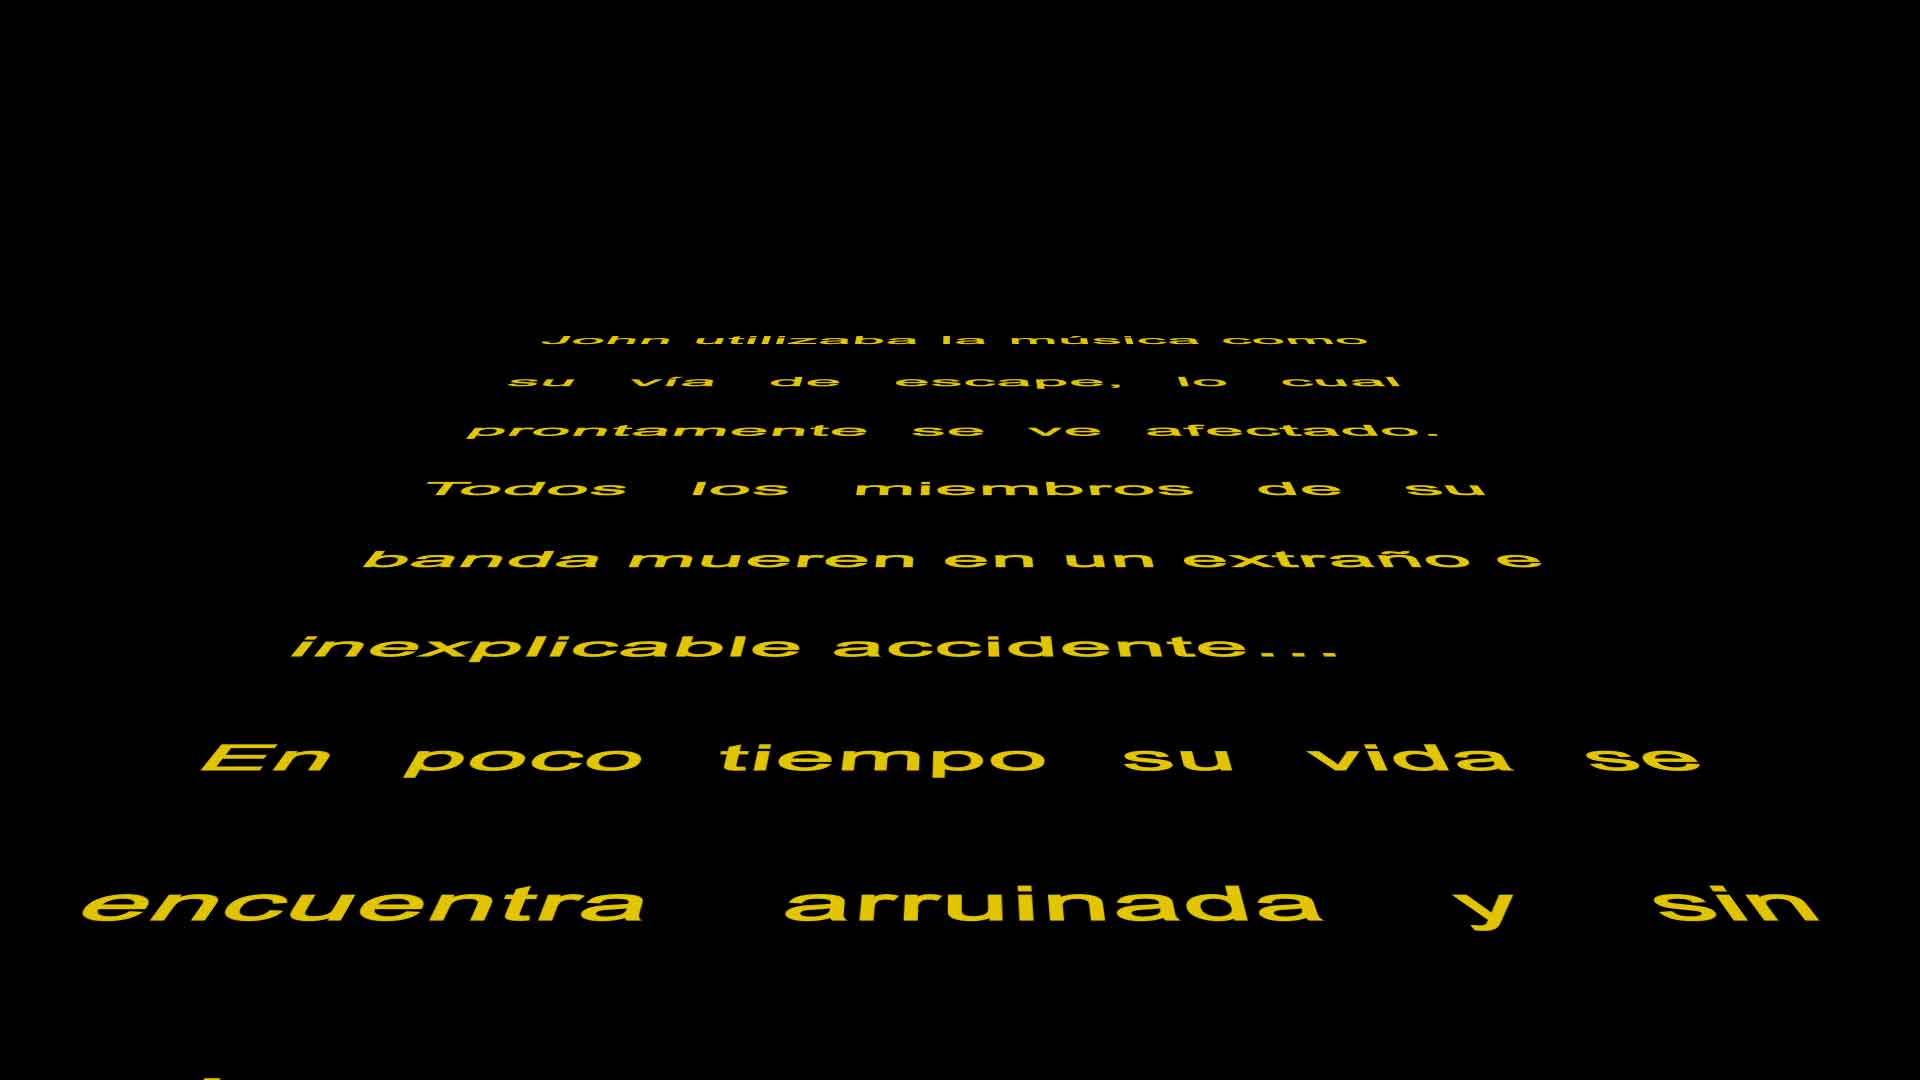 John utilizaba la música como
su vía de escape, lo cual
prontamente se ve afectado.
Todos los miembros de su
banda mueren en un extraño e
inexplicable accidente...
En poco tiempo su vida se
encuentra arruinada y sin